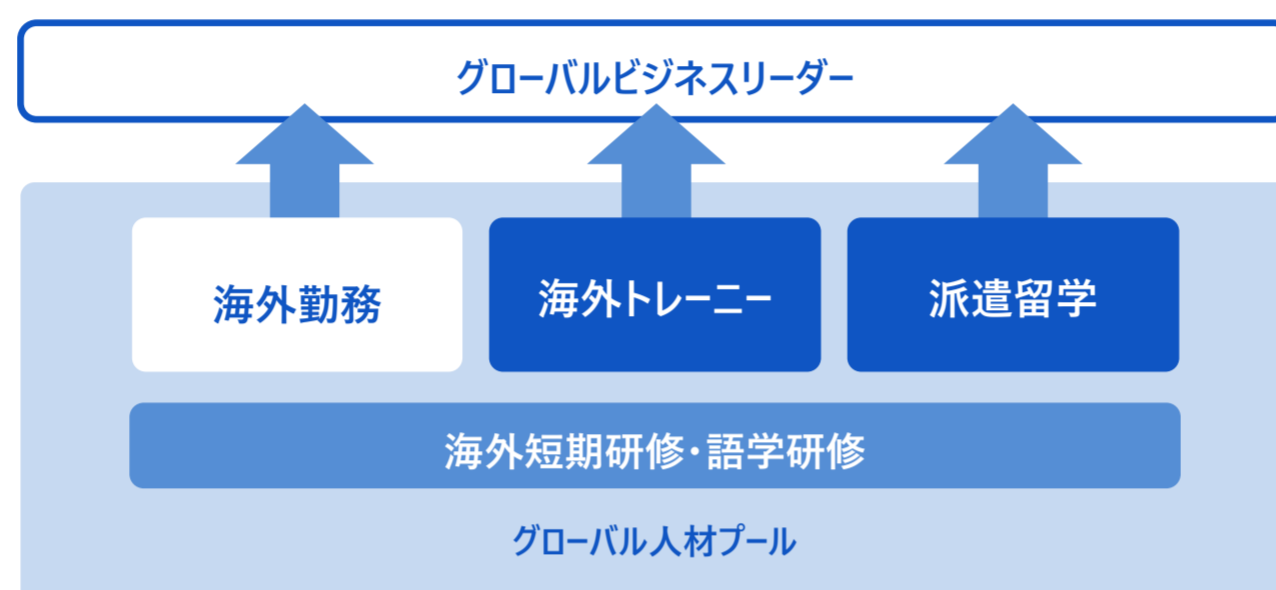 グローバルビジネスリーダー
海外勤務
海外トレーニー
派遣留学
海外短期研修・語学研修
グローバル人材プール